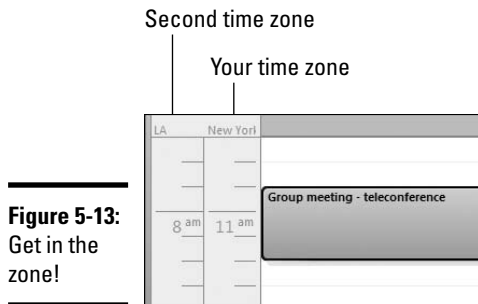 Second time zone
Your time zone
LA New York
Group meeting - teleconference
8 am 11 am
Figure 5-13:
Get in the
zone!